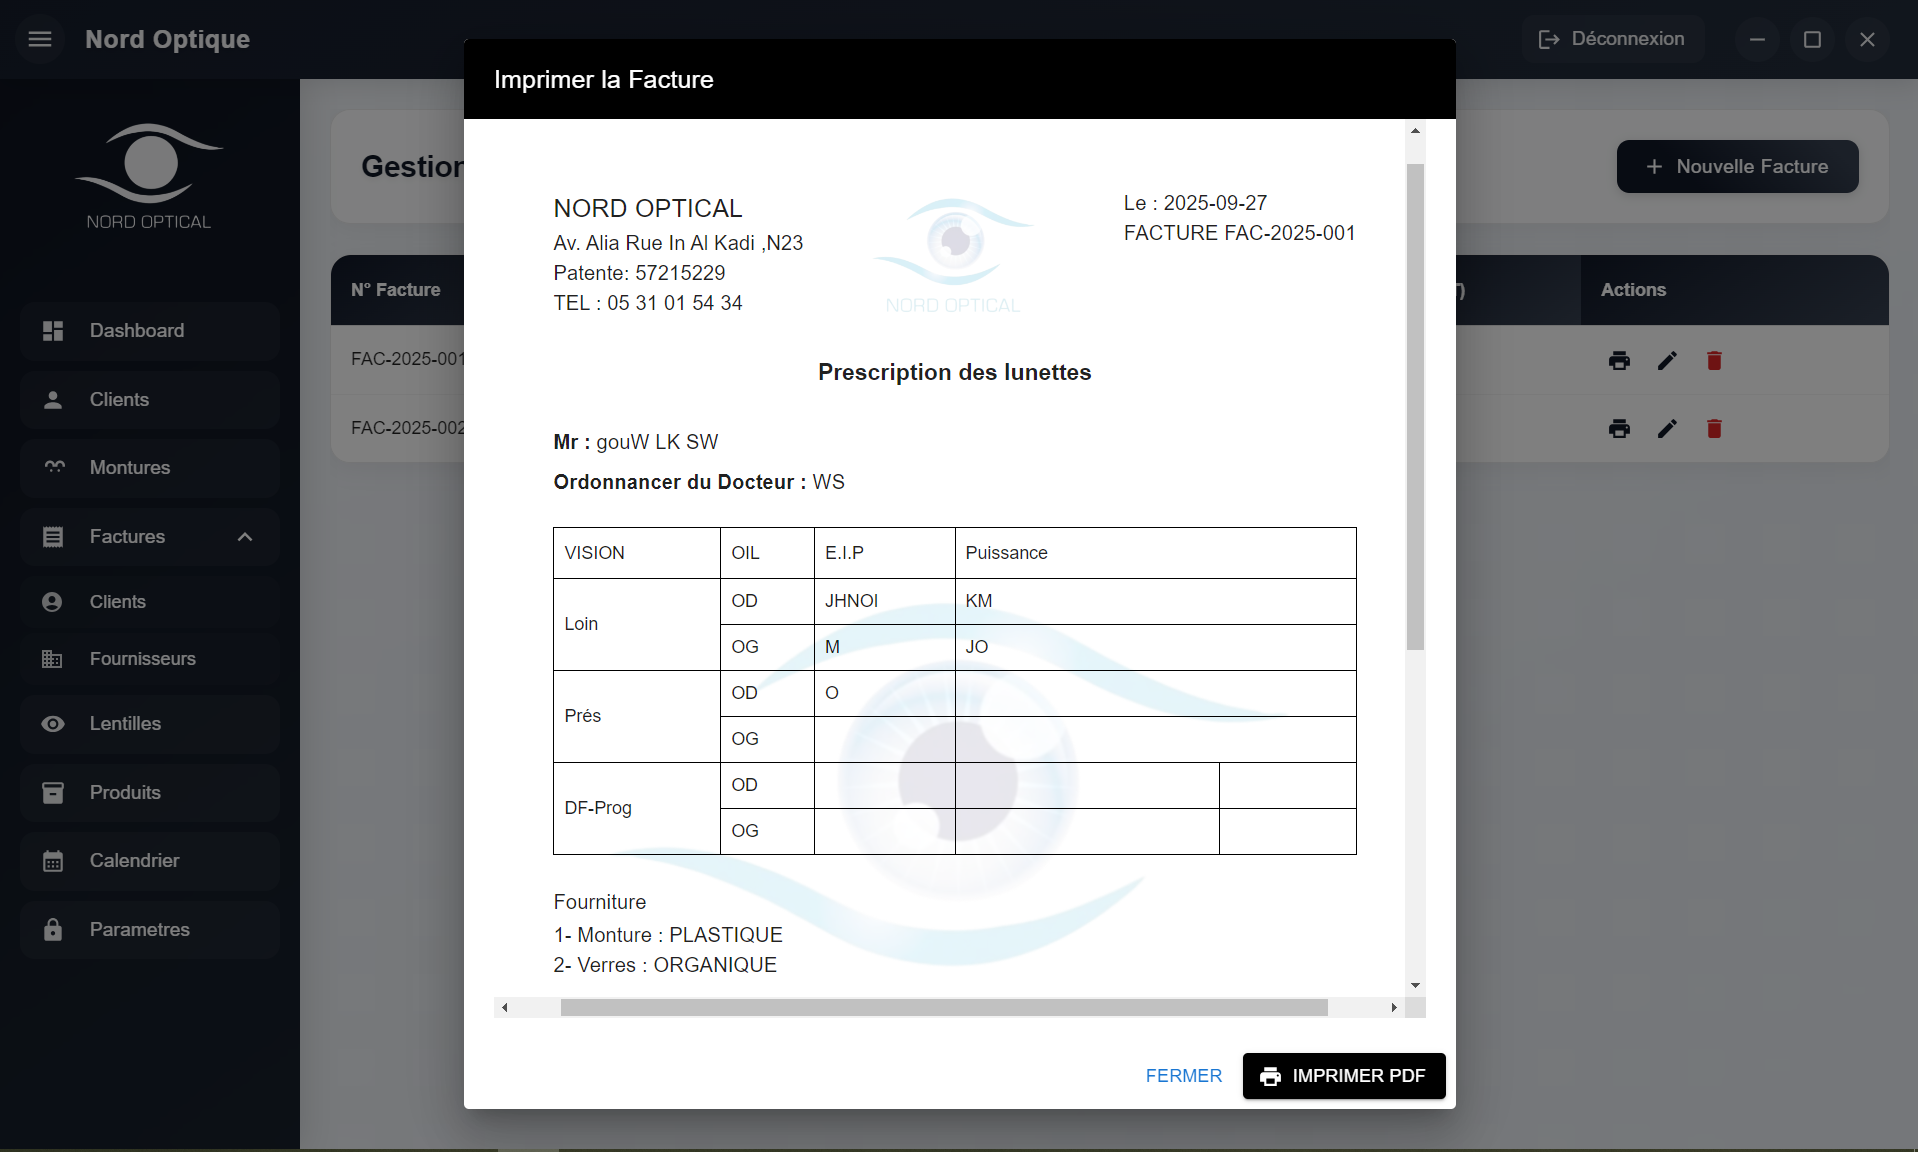 Nord Optique
Déconnexion
NORD OPTICAL
Dashboard
Clients
Montures
Factures
Clients
Fournisseurs
Lentilles
Produits
Calendrier
Parametres
Gestion
Nouvelle Facture
N° Facture
Actions
FAC-2025-001
FAC-2025-002
Imprimer la Facture
NORD OPTICAL
Av. Alia Rue In Al Kadi ,N23
Patente: 57215229
TEL : 05 31 01 54 34
NORD OPTICAL
Le : 2025-09-27
FACTURE FAC-2025-001
Prescription des lunettes
Mr : gouW LK SW
Ordonnancer du Docteur : WS
VISION OIL E.I.P Puissance
Loin OD JHNOI KM
OG M JO
Prés OD O
OG
DF-Prog OD
OG
Fourniture
1- Monture : PLASTIQUE
2- Verres : ORGANIQUE
FERMER
IMPRIMER PDF